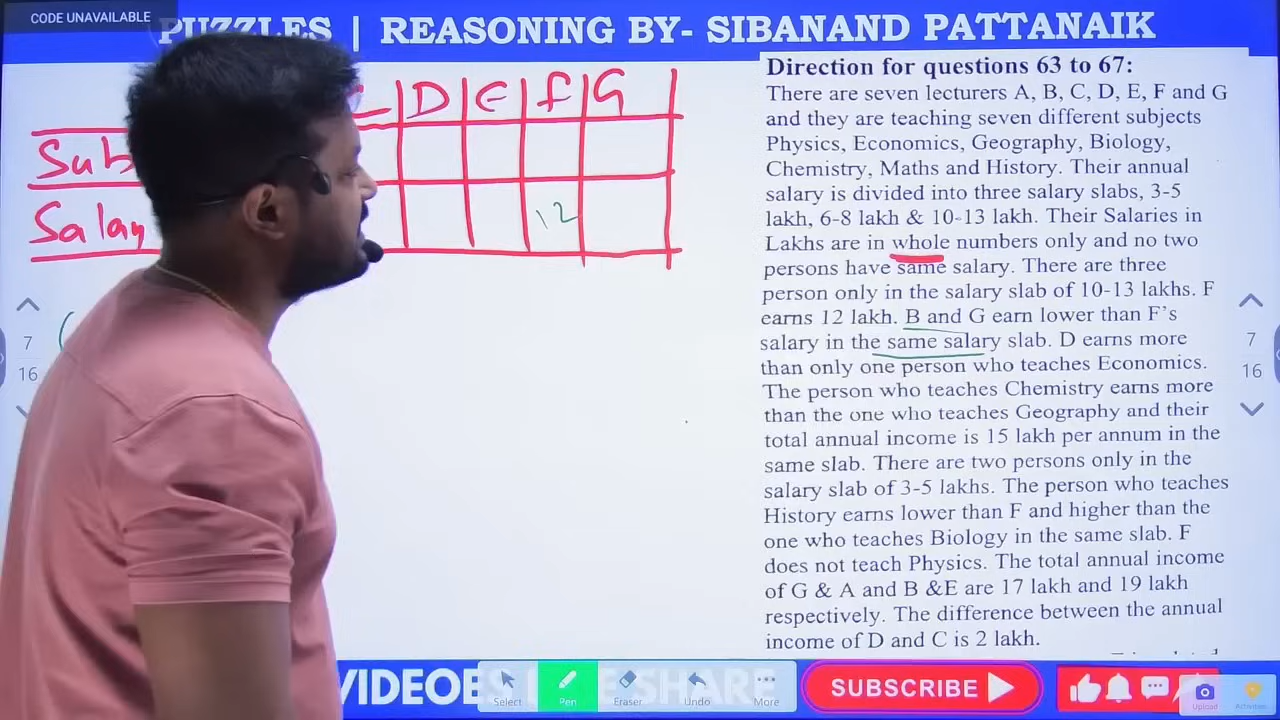 CODE UNAVAILABLE
PUZZLES | REASONING BY- SIBANAND PATTANAIK
D E F G
Sub
Salary
12
Direction for questions 63 to 67:
There are seven lecturers A, B, C, D, E, F and G
and they are teaching seven different subjects
Physics, Economics, Geography, Biology,
Chemistry, Maths and History. Their annual
salary is divided into three salary slabs, 3-5
lakh, 6-8 lakh & 10-13 lakh. Their Salaries in
Lakhs are in whole numbers only and no two
persons have same salary. There are three
person only in the salary slab of 10-13 lakhs. F
earns 12 lakh. B and G earn lower than F's
salary in the same salary slab. D earns more
than only one person who teaches Economics.
The person who teaches Chemistry earns more
than the one who teaches Geography and their
total annual income is 15 lakh per annum in the
same slab. There are two persons only in the
salary slab of 3-5 lakhs. The person who teaches
History earns lower than F and higher than the
one who teaches Biology in the same slab. F
does not teach Physics. The total annual income
of G & A and B &E are 17 lakh and 19 lakh
respectively. The difference between the annual
income of D and C is 2 lakh.
7
16
7
16
VIDEOES
SHARE
Select
Pen
Eraser
Undo
More
SUBSCRIBE
Upload
Activities